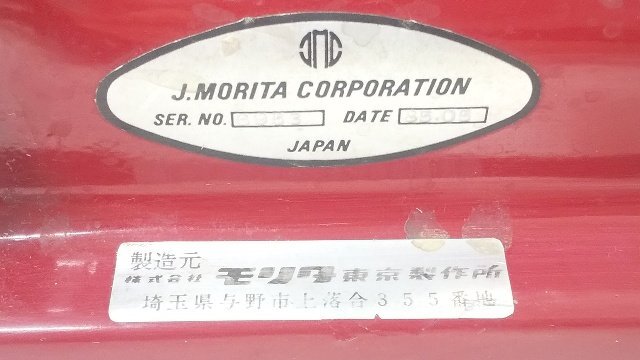 JMC
J.MORITA CORPORATION
SER. NO. DATE
JAPAN
製造元
株式会社 モリタ東京製作所
埼玉県与野市上落合355番地